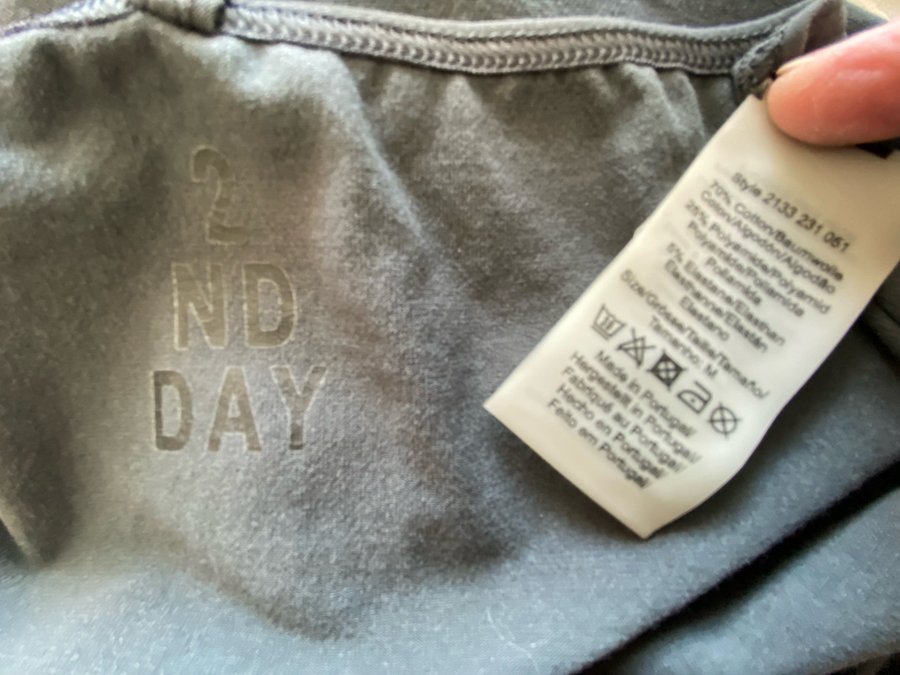 2
ND
DAY
Style 2133 231 051
70% Cotton/Baumwolle
Coton/Algodón/Algodão
25% Polyamide/Polyamid
Polyamide/Poliamida
Poliamida
5% Elastane/Elasthan
Elasthanne/Elastán
Elastano
Size/Grösse/Taille/Tamaño/
Tamanho: M
Made in Portugal/
Hergestellt in Portugal/
Fabriqué au Portugal/
Hecho en Portugal/
Feito em Portugal/